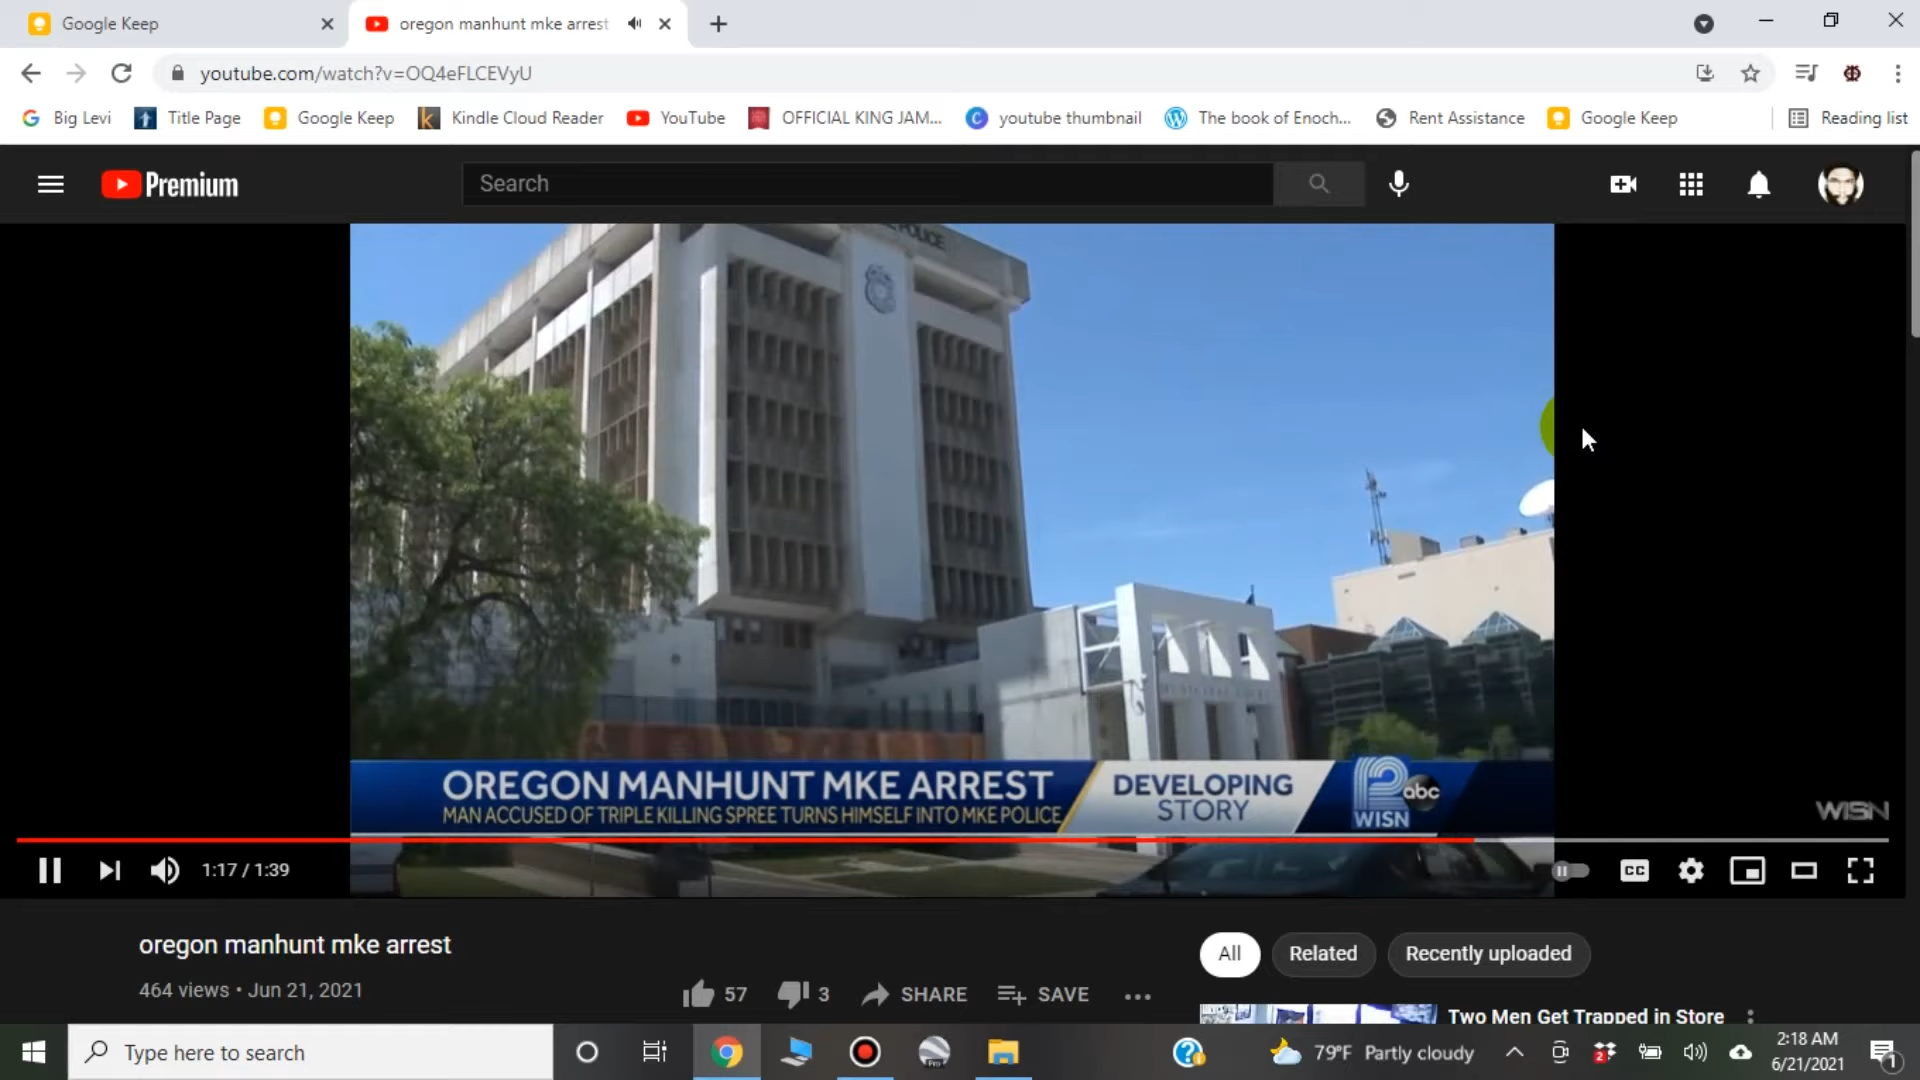 Google Keep
oregon manhunt mke arrest
youtube.com/watch?v=OQ4eFLCEVyU
Big Levi
Title Page
Google Keep
Kindle Cloud Reader
YouTube
OFFICIAL KING JAM...
youtube thumbnail
The book of Enoch...
Rent Assistance
Google Keep
Reading list
Premium
Search
POLICE
OREGON MANHUNT MKE ARREST
MAN ACCUSED OF TRIPLE KILLING SPREE TURNS HIMSELF INTO MKE POLICE
DEVELOPING
STORY
12
abc
WISN
WISN
1:17 / 1:39
CC
oregon manhunt mke arrest
464 views • Jun 21, 2021
57
3
SHARE
SAVE
All
Related
Recently uploaded
Two Men Get Trapped in Store
Type here to search
Pro
79°F Partly cloudy
2
2:18 AM
6/21/2021
1